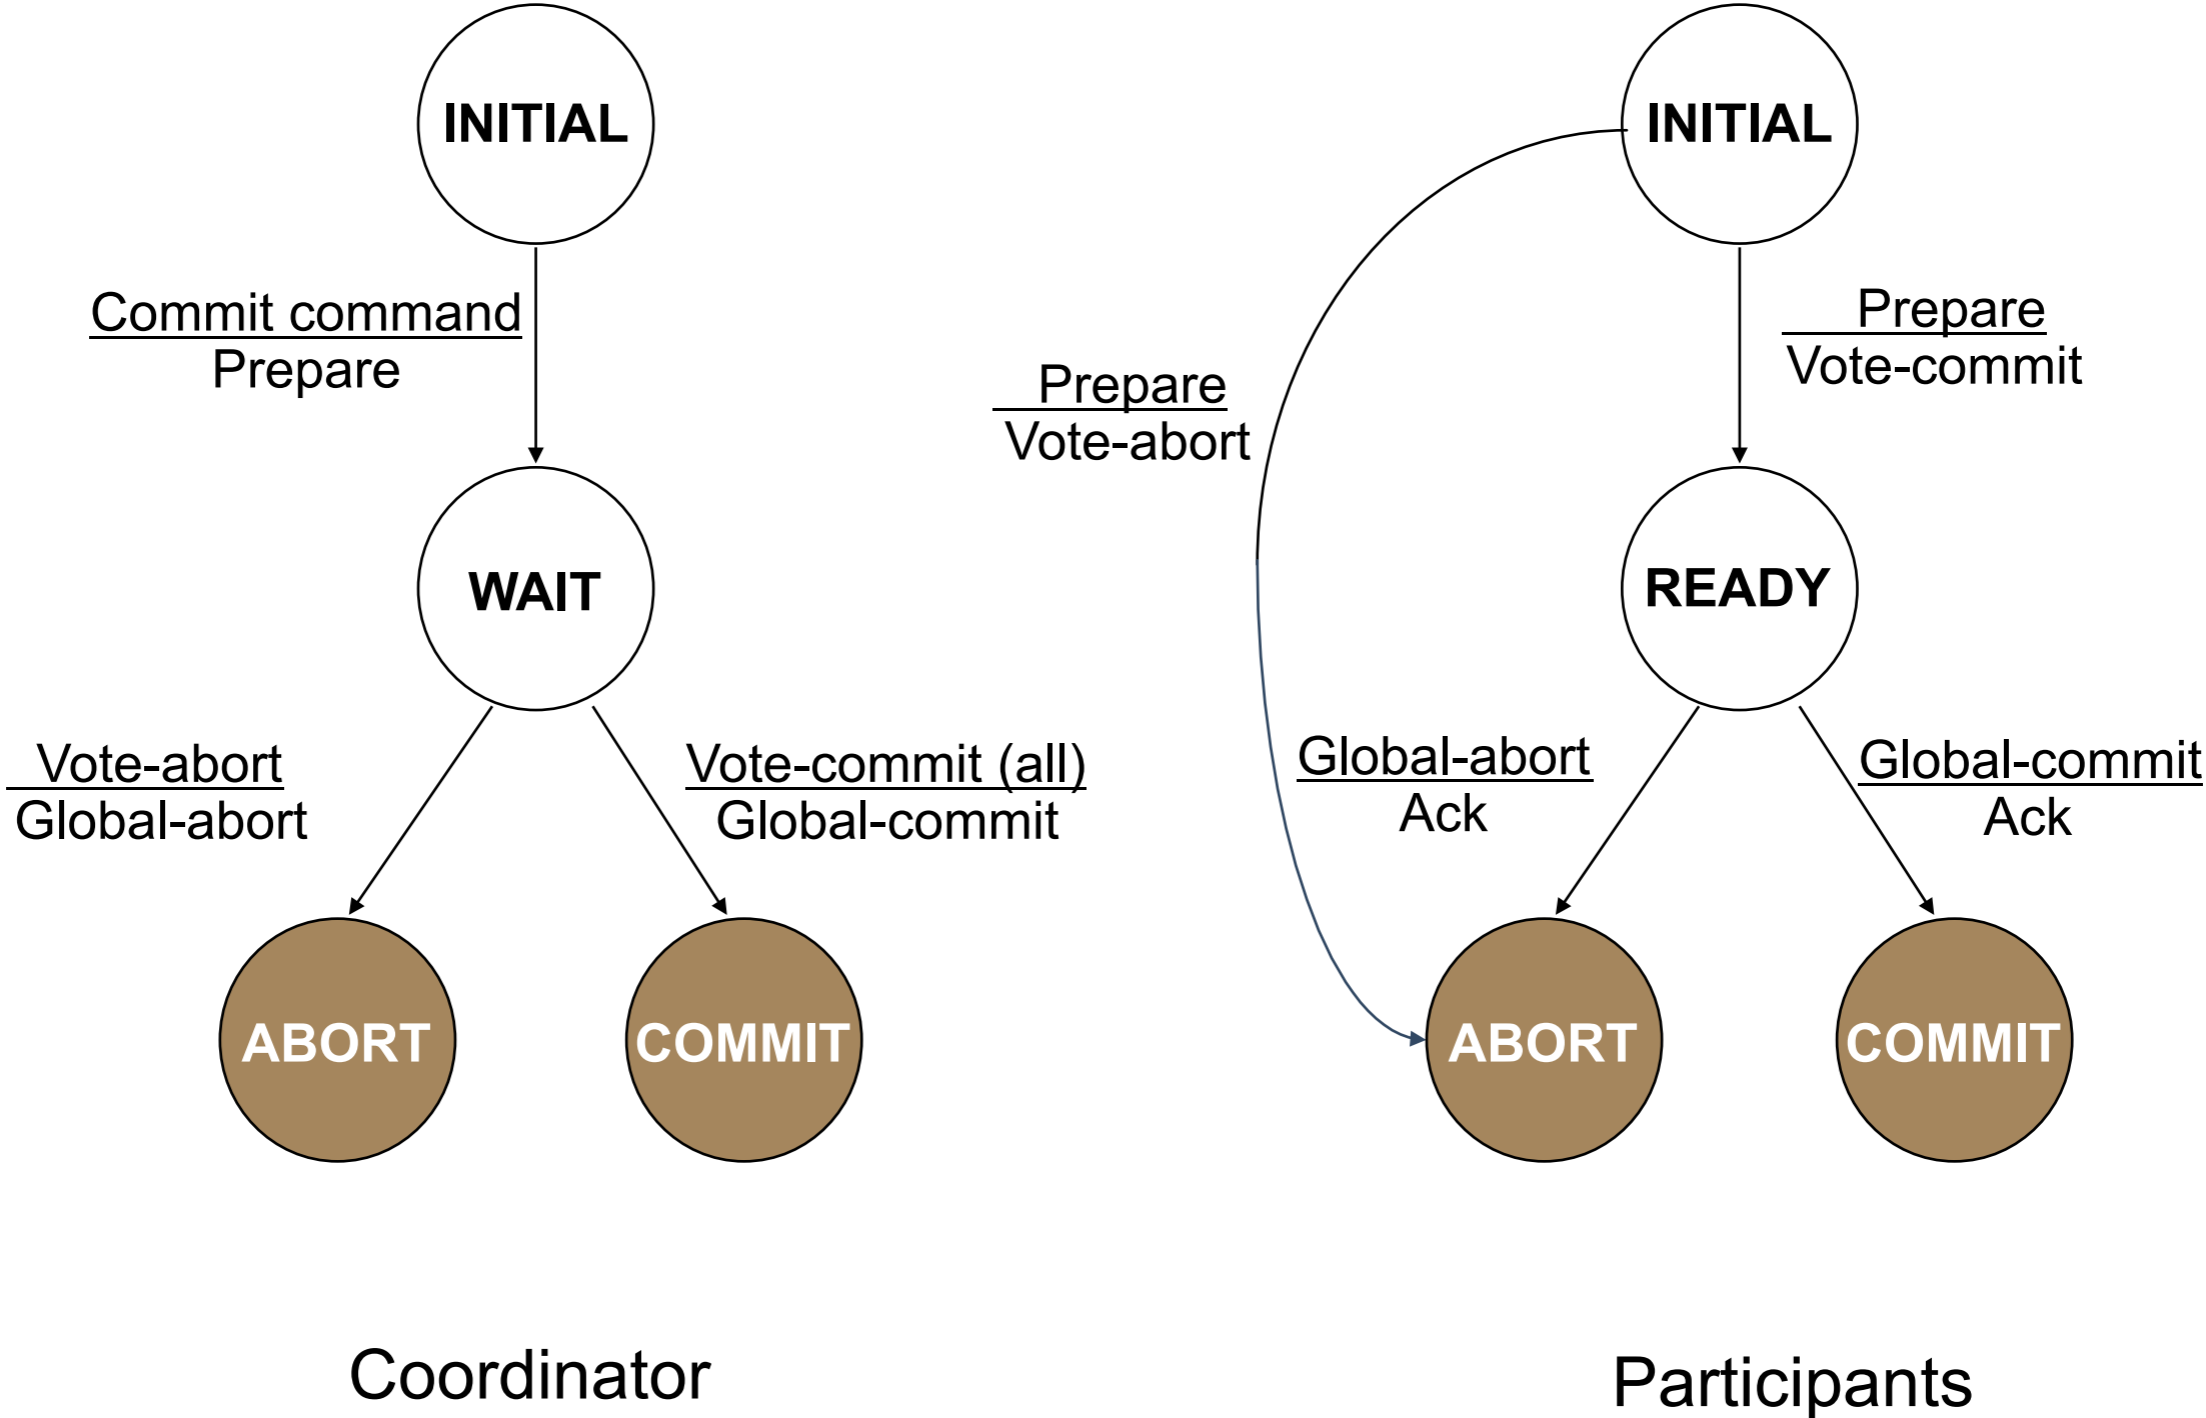 INITIAL
Commit command
Prepare
WAIT
Vote-abort
Global-abort
Vote-commit (all)
Global-commit
ABORT
COMMIT
Coordinator
INITIAL
Prepare
Vote-commit
Prepare
Vote-abort
READY
Global-abort
Ack
Global-commit
Ack
ABORT
COMMIT
Participants